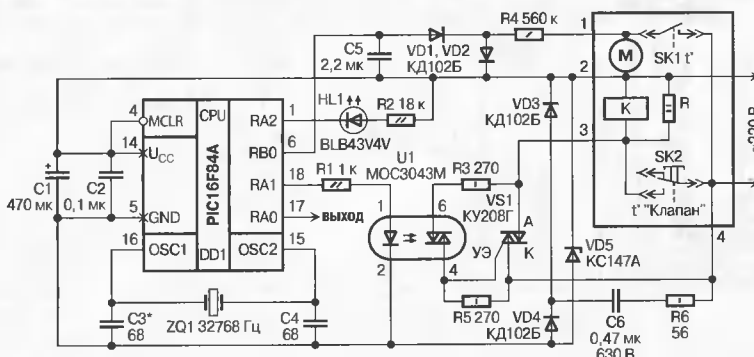 R4 560 к
1
C5
2,2 мк
VD1, VD2
КД102Б
M
SK1 t°
2
HL1
R2 18 к
BLB43V4V
VD3
КД102Б
K
R
4
MCLR
CPU
RA2
1
14
UCC
PIC16F84A
RB0
6
U1
MOC3043M
R3 270
3
SK2
t° "Клапан"
≈220 В
C1
470 мк
C2
0,1 мк
RA1
18
R1 1 к
VS1
КУ208Г
5
GND
RA0
17
ВЫХОД
1
6
А
УЭ
К
VD5
КС147А
4
16
OSC1
DD1
OSC2
15
2
4
R5 270
VD4
КД102Б
C6
0,47 мк
630 В
R6
56
C3*
68
ZQ1 32768 Гц
C4
68